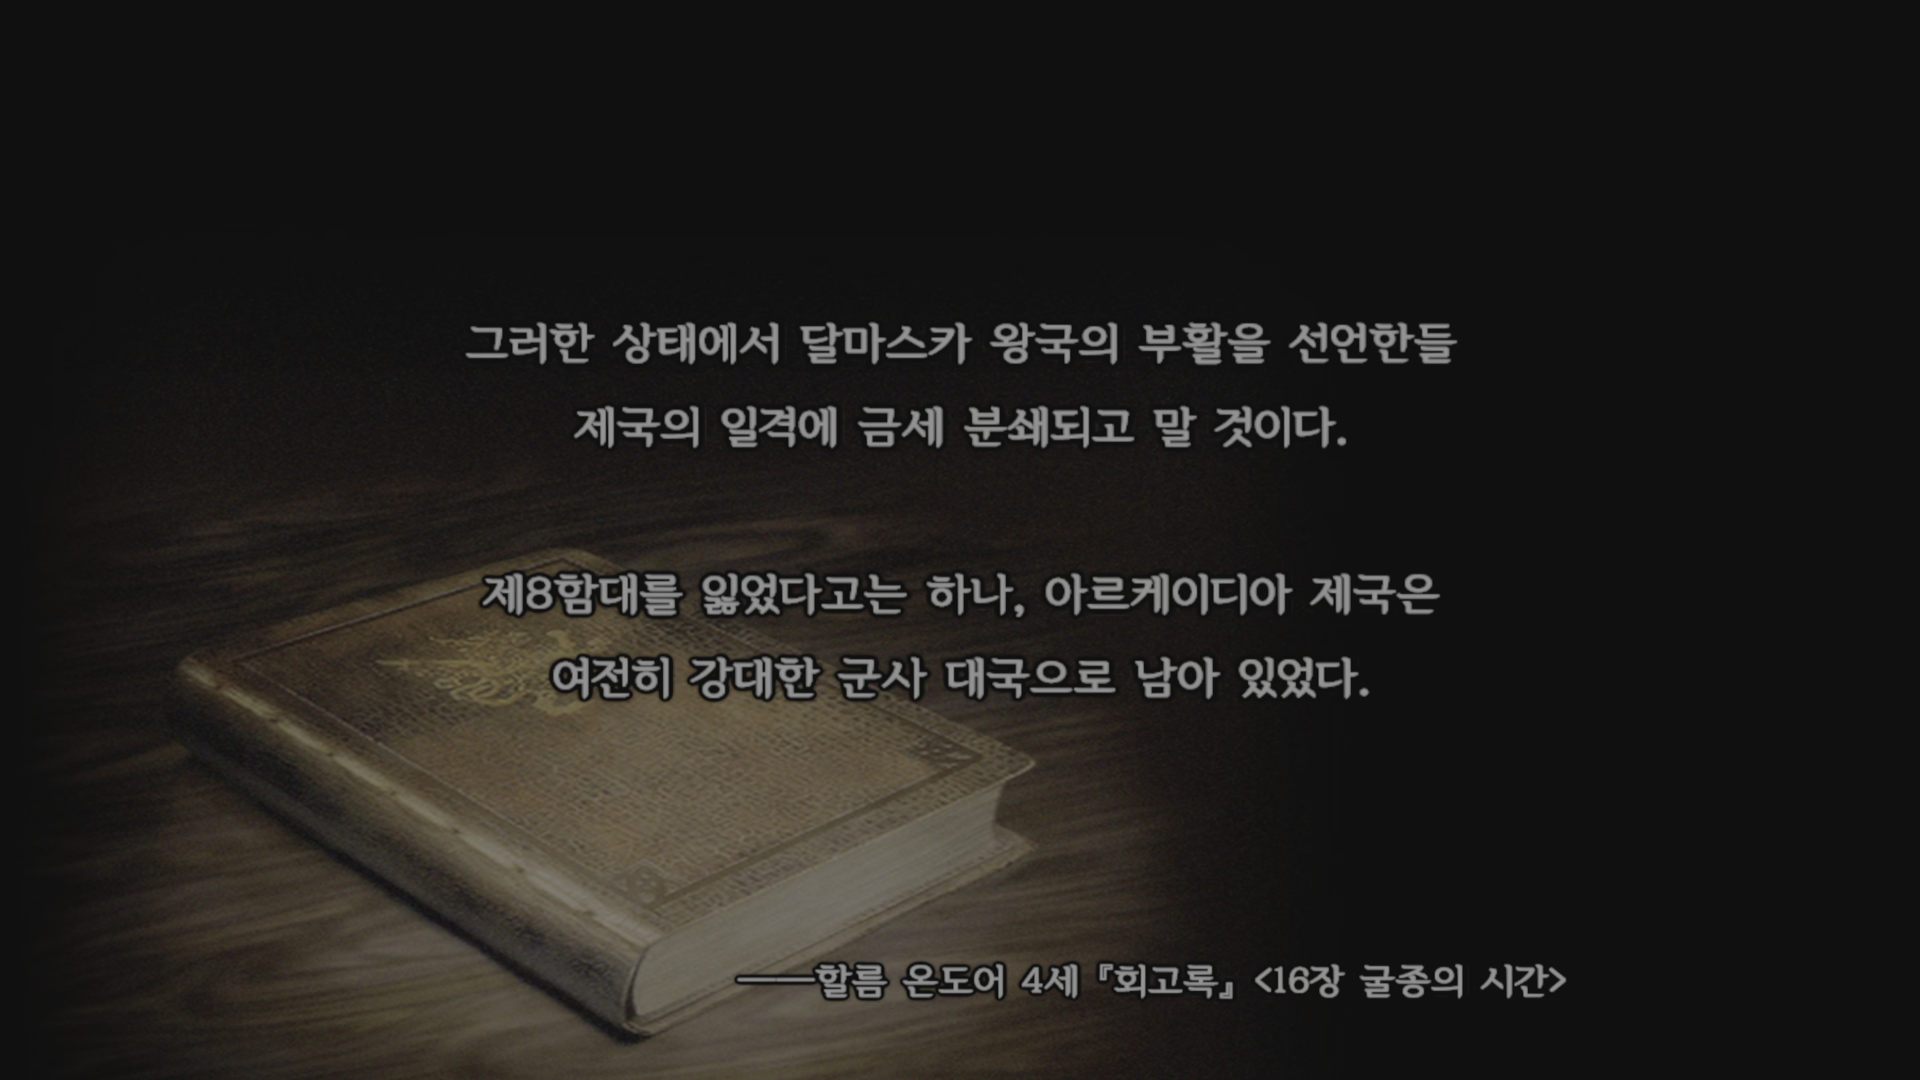 그러한 상태에서 달마스카 왕국의 부활을 선언한들
제국의 일격에 금세 분쇄되고 말 것이다.
제8함대를 잃었다고는 하나, 아르케이디아 제국은
여전히 강대한 군사 대국으로 남아 있었다.
――할름 온도어 4세 『회고록』 <16장 굴종의 시간>